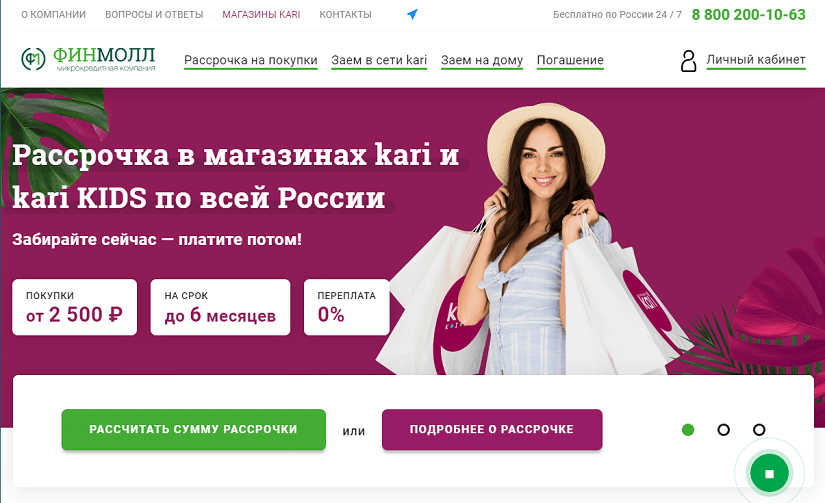 О КОМПАНИИ ВОПРОСЫ И ОТВЕТЫ МАГАЗИНЫ KARI КОНТАКТЫ Бесплатно по России 24 / 7 8 800 200-10-63
ФИНМОЛЛ
микрокредитная компания
Рассрочка на покупки Заем в сети kari Заем на дому Погашение Личный кабинет
Рассрочка в магазинах kari и
kari KIDS по всей России
Забирайте сейчас — платите потом!
ПОКУПКИ НА СРОК ПЕРЕПЛАТА
от 2 500 ₽ до 6 месяцев 0%
kari
KIDS
kari
РАССЧИТАТЬ СУММУ РАССРОЧКИ или ПОДРОБНЕЕ О РАССРОЧКЕ